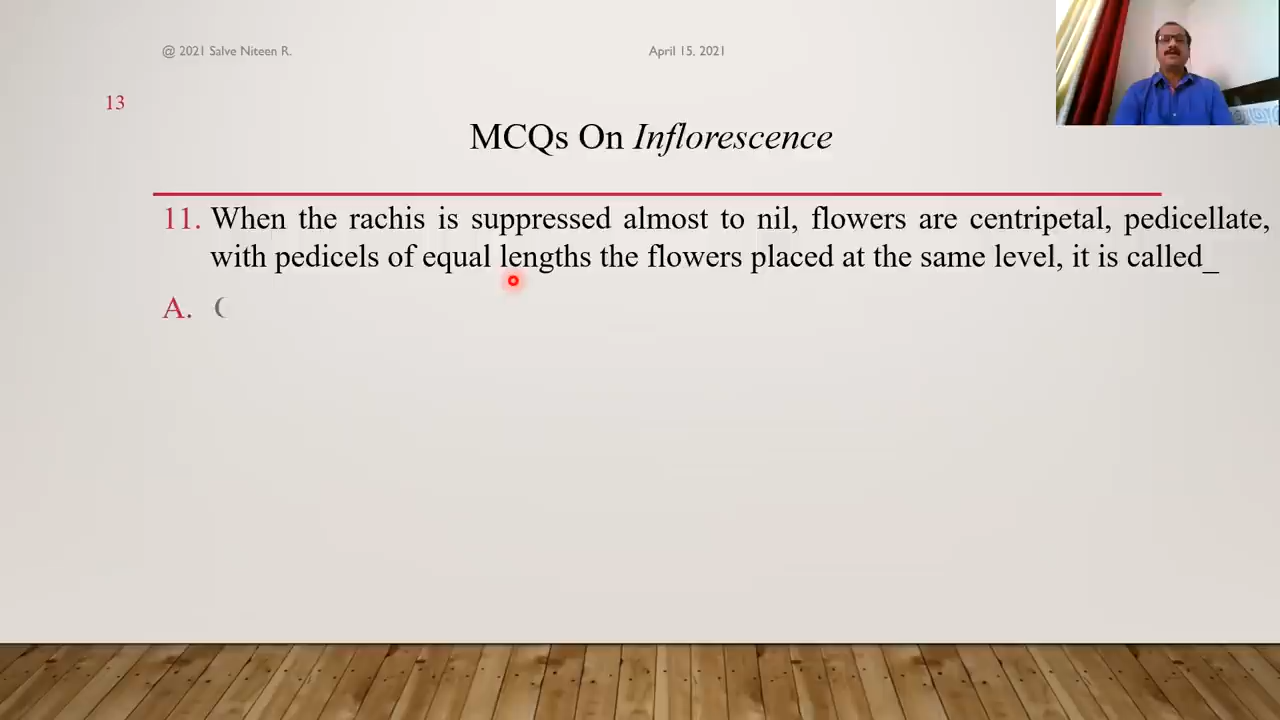 @ 2021 Salve Niteen R.
April 15, 2021
13
MCQs On Inflorescence
11. When the rachis is suppressed almost to nil, flowers are centripetal, pedicellate,
with pedicels of equal lengths the flowers placed at the same level, it is called_
A.